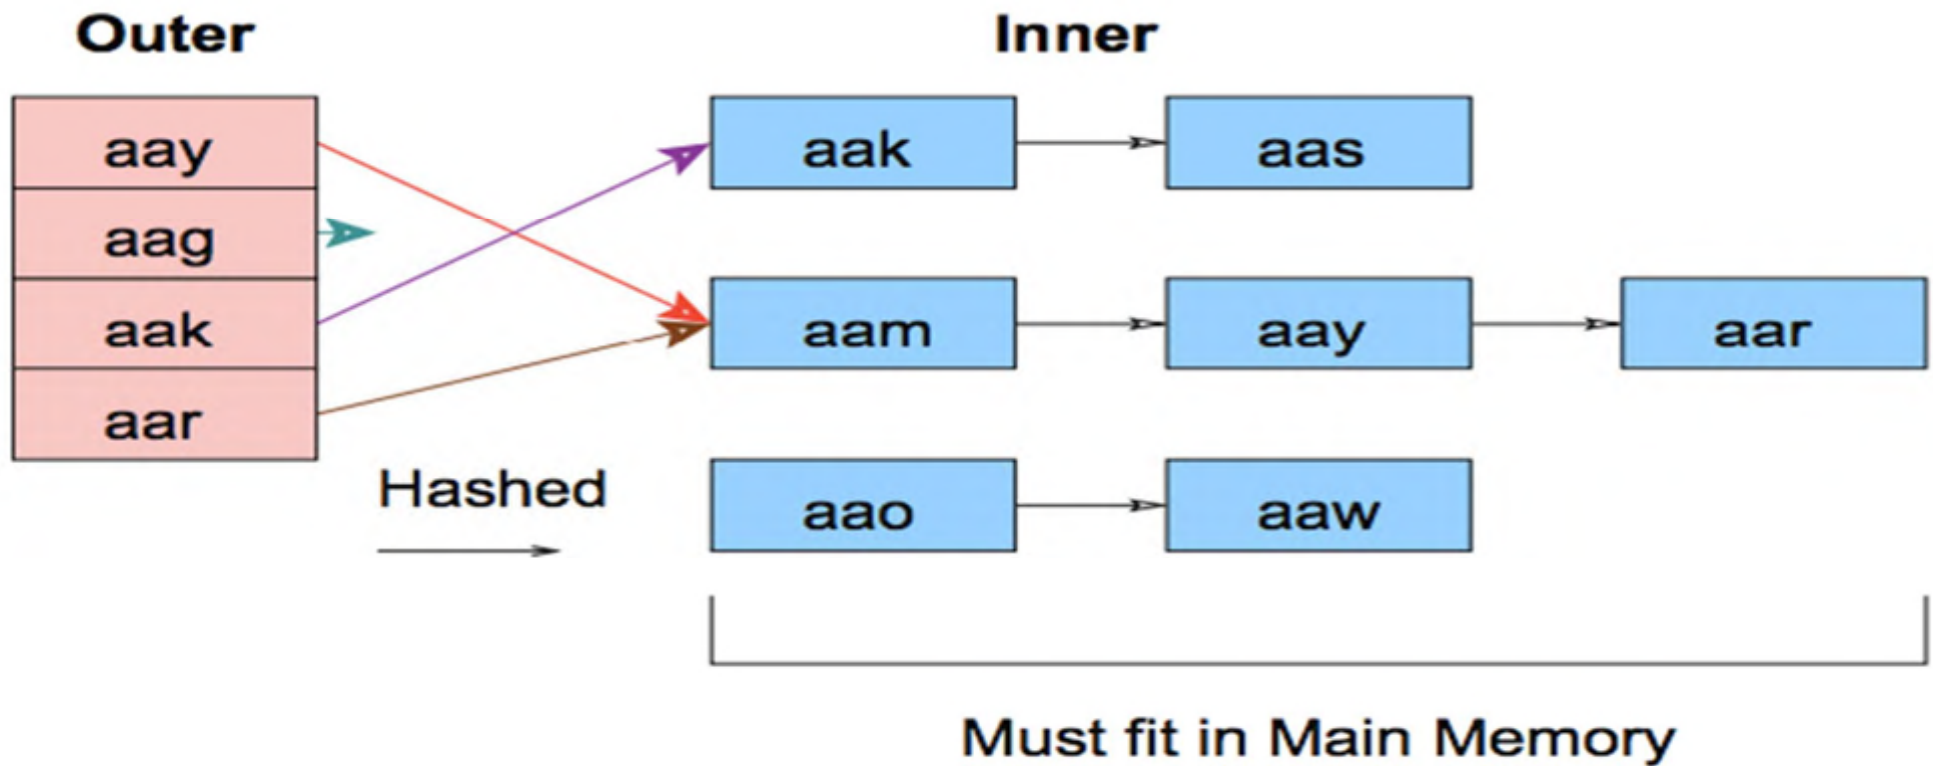 Outer
Inner
aay
aag
aak
aar
aak
aas
aam
aay
aar
aao
aaw
Hashed
Must fit in Main Memory